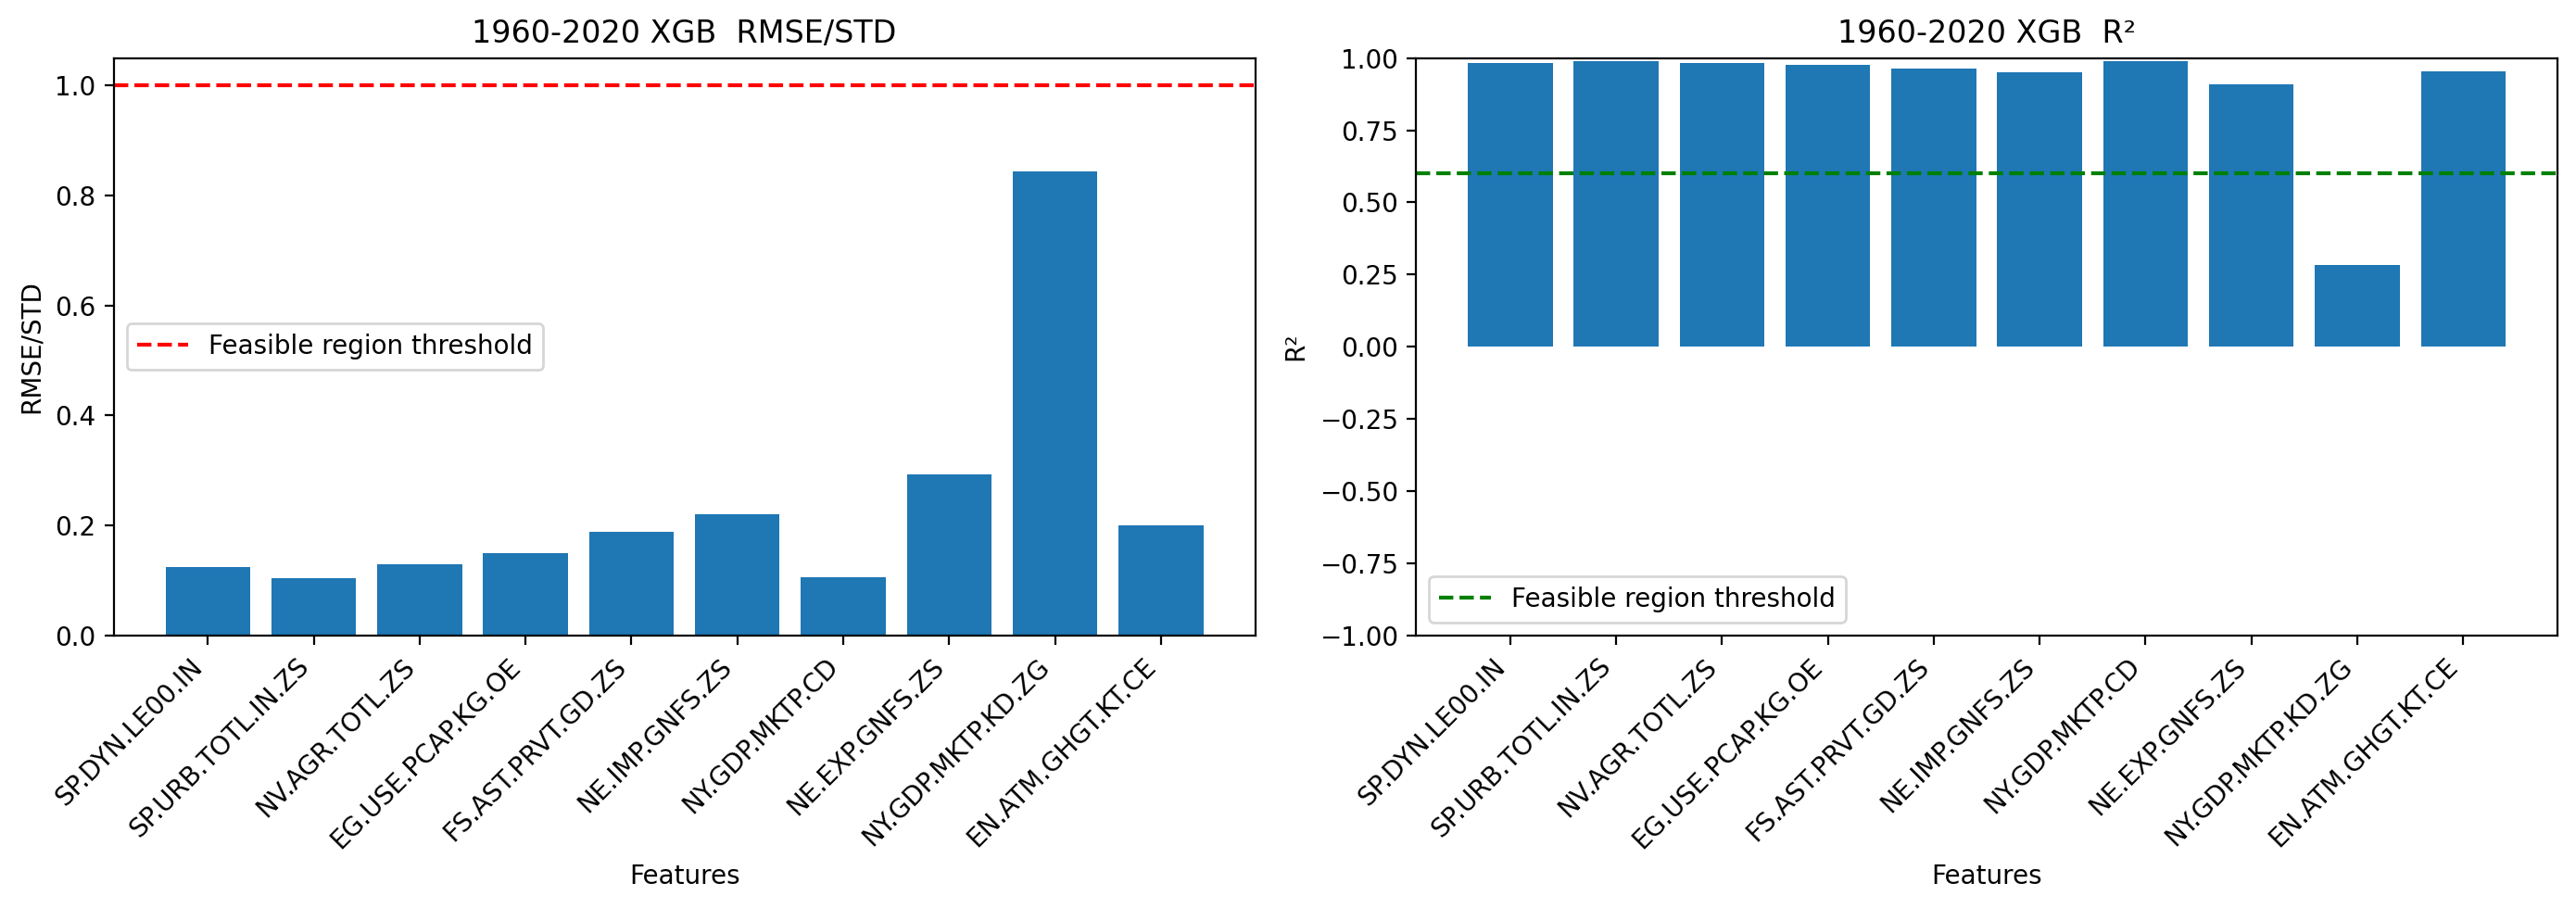 1960-2020 XGB  RMSE/STD
RMSE/STD
1.0
0.8
0.6
0.4
0.2
0.0
Feasible region threshold
SP.DYN.LE00.IN
SP.URB.TOTL.IN.ZS
NV.AGR.TOTL.ZS
EG.USE.PCAP.KG.OE
FS.AST.PRVT.GD.ZS
NE.IMP.GNFS.ZS
NY.GDP.MKTP.CD
NE.EXP.GNFS.ZS
NY.GDP.MKTP.KD.ZG
EN.ATM.GHGT.KT.CE
Features
1960-2020 XGB  R²
R²
1.00
0.75
0.50
0.25
0.00
−0.25
−0.50
−0.75
−1.00
Feasible region threshold
SP.DYN.LE00.IN
SP.URB.TOTL.IN.ZS
NV.AGR.TOTL.ZS
EG.USE.PCAP.KG.OE
FS.AST.PRVT.GD.ZS
NE.IMP.GNFS.ZS
NY.GDP.MKTP.CD
NE.EXP.GNFS.ZS
NY.GDP.MKTP.KD.ZG
EN.ATM.GHGT.KT.CE
Features